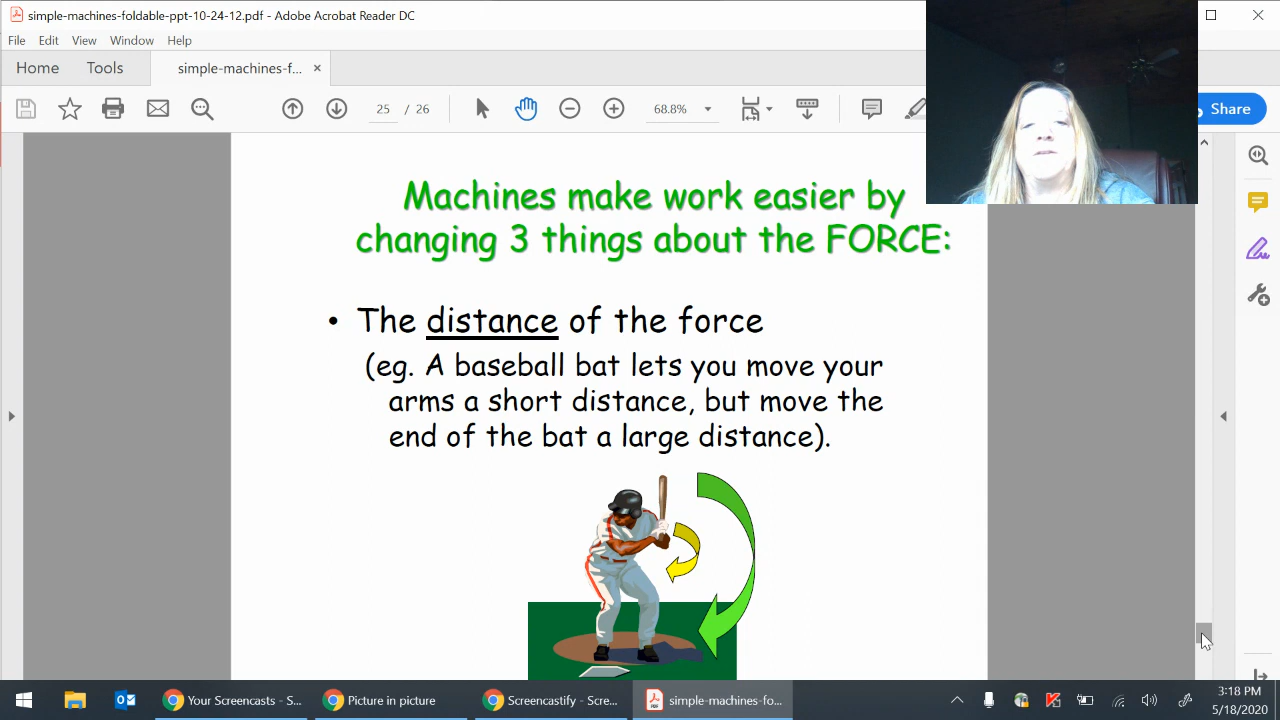 simple-machines-foldable-ppt-10-24-12.pdf - Adobe Acrobat Reader DC
File Edit View Window Help
Home Tools simple-machines-f... ×
25 / 26 68.8% Share
Machines make work easier by
changing 3 things about the FORCE:
• The distance of the force
(eg. A baseball bat lets you move your
arms a short distance, but move the
end of the bat a large distance).
Your Screencasts - S... Picture in picture Screencastify - Scree... simple-machines-fo...
3:18 PM
5/18/2020